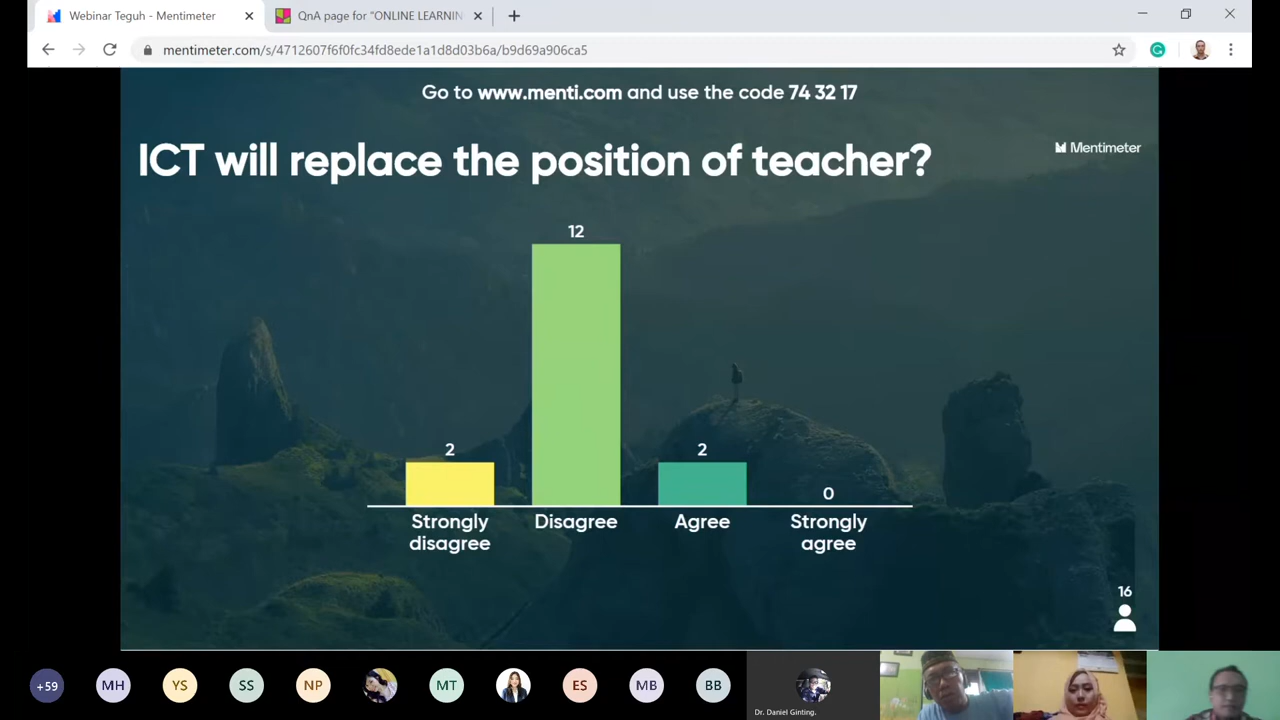 Webinar Teguh - Mentimeter
QnA page for "ONLINE LEARNIN
mentimeter.com/s/4712607f6f0fc34fd8ede1a1d8d03b6a/b9d69a906ca5
Go to www.menti.com and use the code 74 32 17
ICT will replace the position of teacher?
Mentimeter
12
2
2
0
Strongly disagree
Disagree
Agree
Strongly agree
16
+59
MH
YS
SS
NP
MT
ES
MB
BB
Dr. Daniel Ginting,